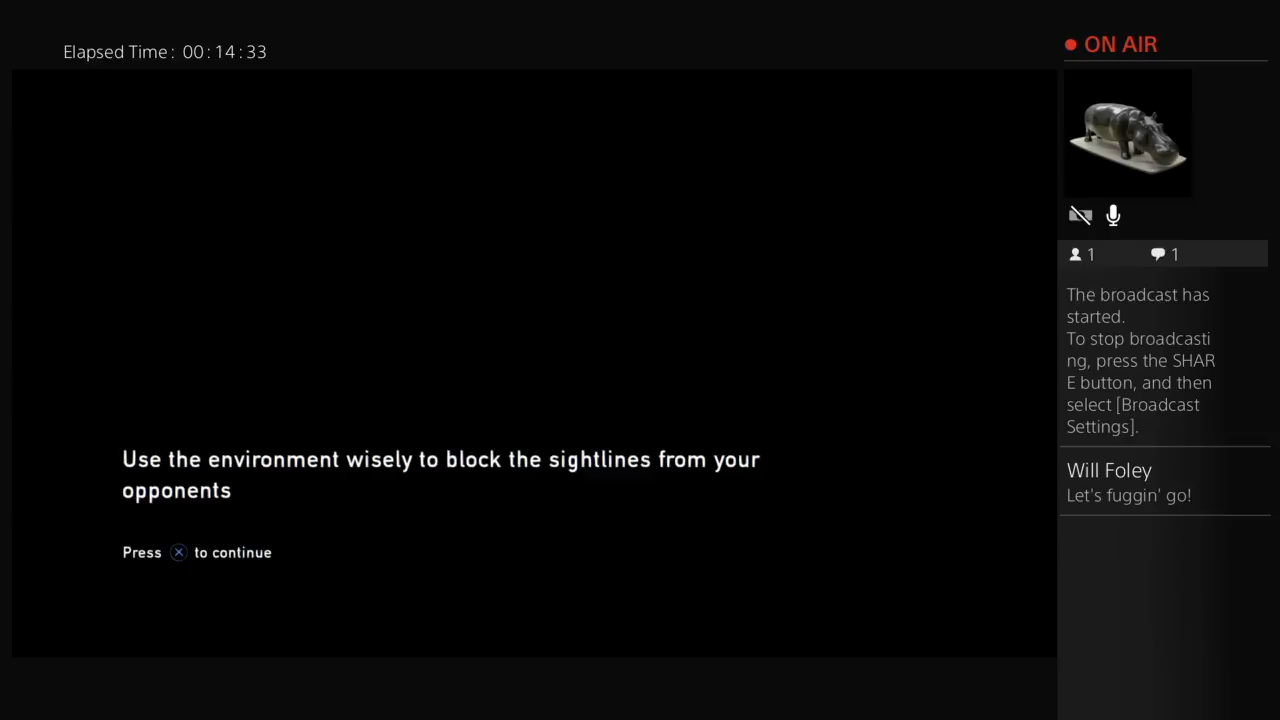 Elapsed Time: 00:14:33
ON AIR
1
1
The broadcast has
started.
To stop broadcasti
ng, press the SHAR
E button, and then
select [Broadcast
Settings].
Will Foley
Let's fuggin' go!
Use the environment wisely to block the sightlines from your
opponents
Press to continue